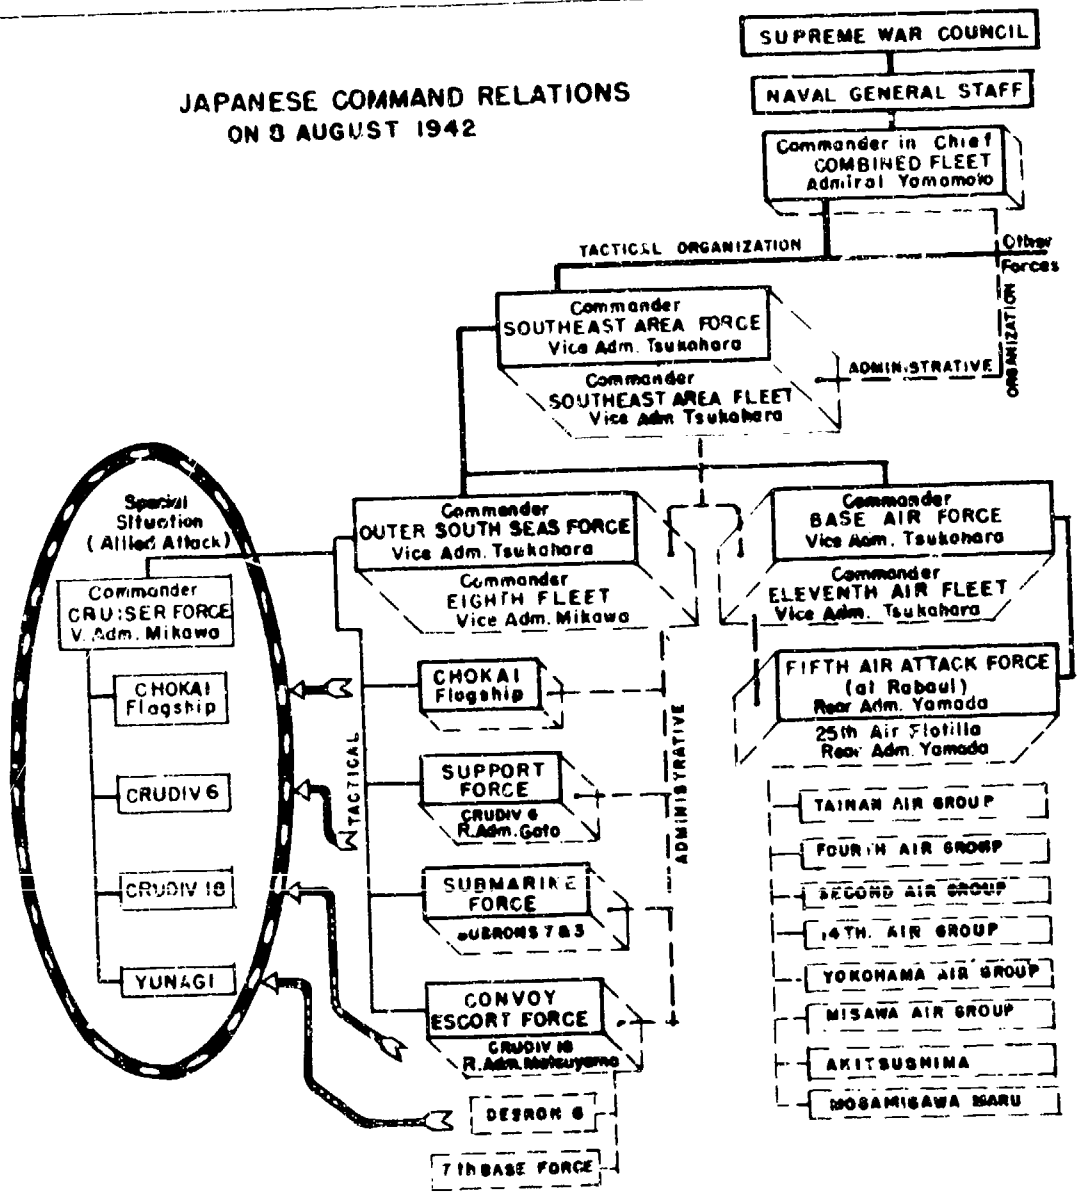 SUPREME WAR COUNCIL
NAVAL GENERAL STAFF
JAPANESE COMMAND RELATIONS
ON 8 AUGUST 1942
Commander in Chief
COMBINED FLEET
Admiral Yamamoto
TACTICAL ORGANIZATION
Other
Forces
ADMINISTRATIVE
ORGANIZATION
Commander
SOUTHEAST AREA FORCE
Vice Adm. Tsukahara
Commander
SOUTHEAST AREA FLEET
Vice Adm Tsukahara
Special
Situation
(Allied Attack)
Commander
CRUISER FORCE
V. Adm. Mikawa
CHOKAI
Flagship
CRUDIV 6
CRUDIV 18
YUNAGI
Commander
OUTER SOUTH SEAS FORCE
Vice Adm. Tsukahara
Commander
EIGHTH FLEET
Vice Adm. Mikawa
TACTICAL
ADMINISTRATIVE
CHOKAI
Flagship
SUPPORT
FORCE
CRUDIV 6
R.Adm. Goto
SUBMARINE
FORCE
SUBRONS 7 & 3
CONVOY
ESCORT FORCE
CRUDIV 18
R. Adm. Matsuyama
DESRON 6
7th BASE FORCE
Commander
BASE AIR FORCE
Vice Adm. Tsukahara
Commander
ELEVENTH AIR FLEET
Vice Adm. Tsukahara
FIFTH AIR ATTACK FORCE
(at Rabaul)
Rear Adm. Yamada
25th Air Flotilla
Rear Adm. Yamada
TAINAN AIR GROUP
FOURTH AIR GROUP
SECOND AIR GROUP
14TH. AIR GROUP
YOKOHAMA AIR GROUP
MISAWA AIR GROUP
AKITSUSHIMA
MOGAMIGAWA MARU